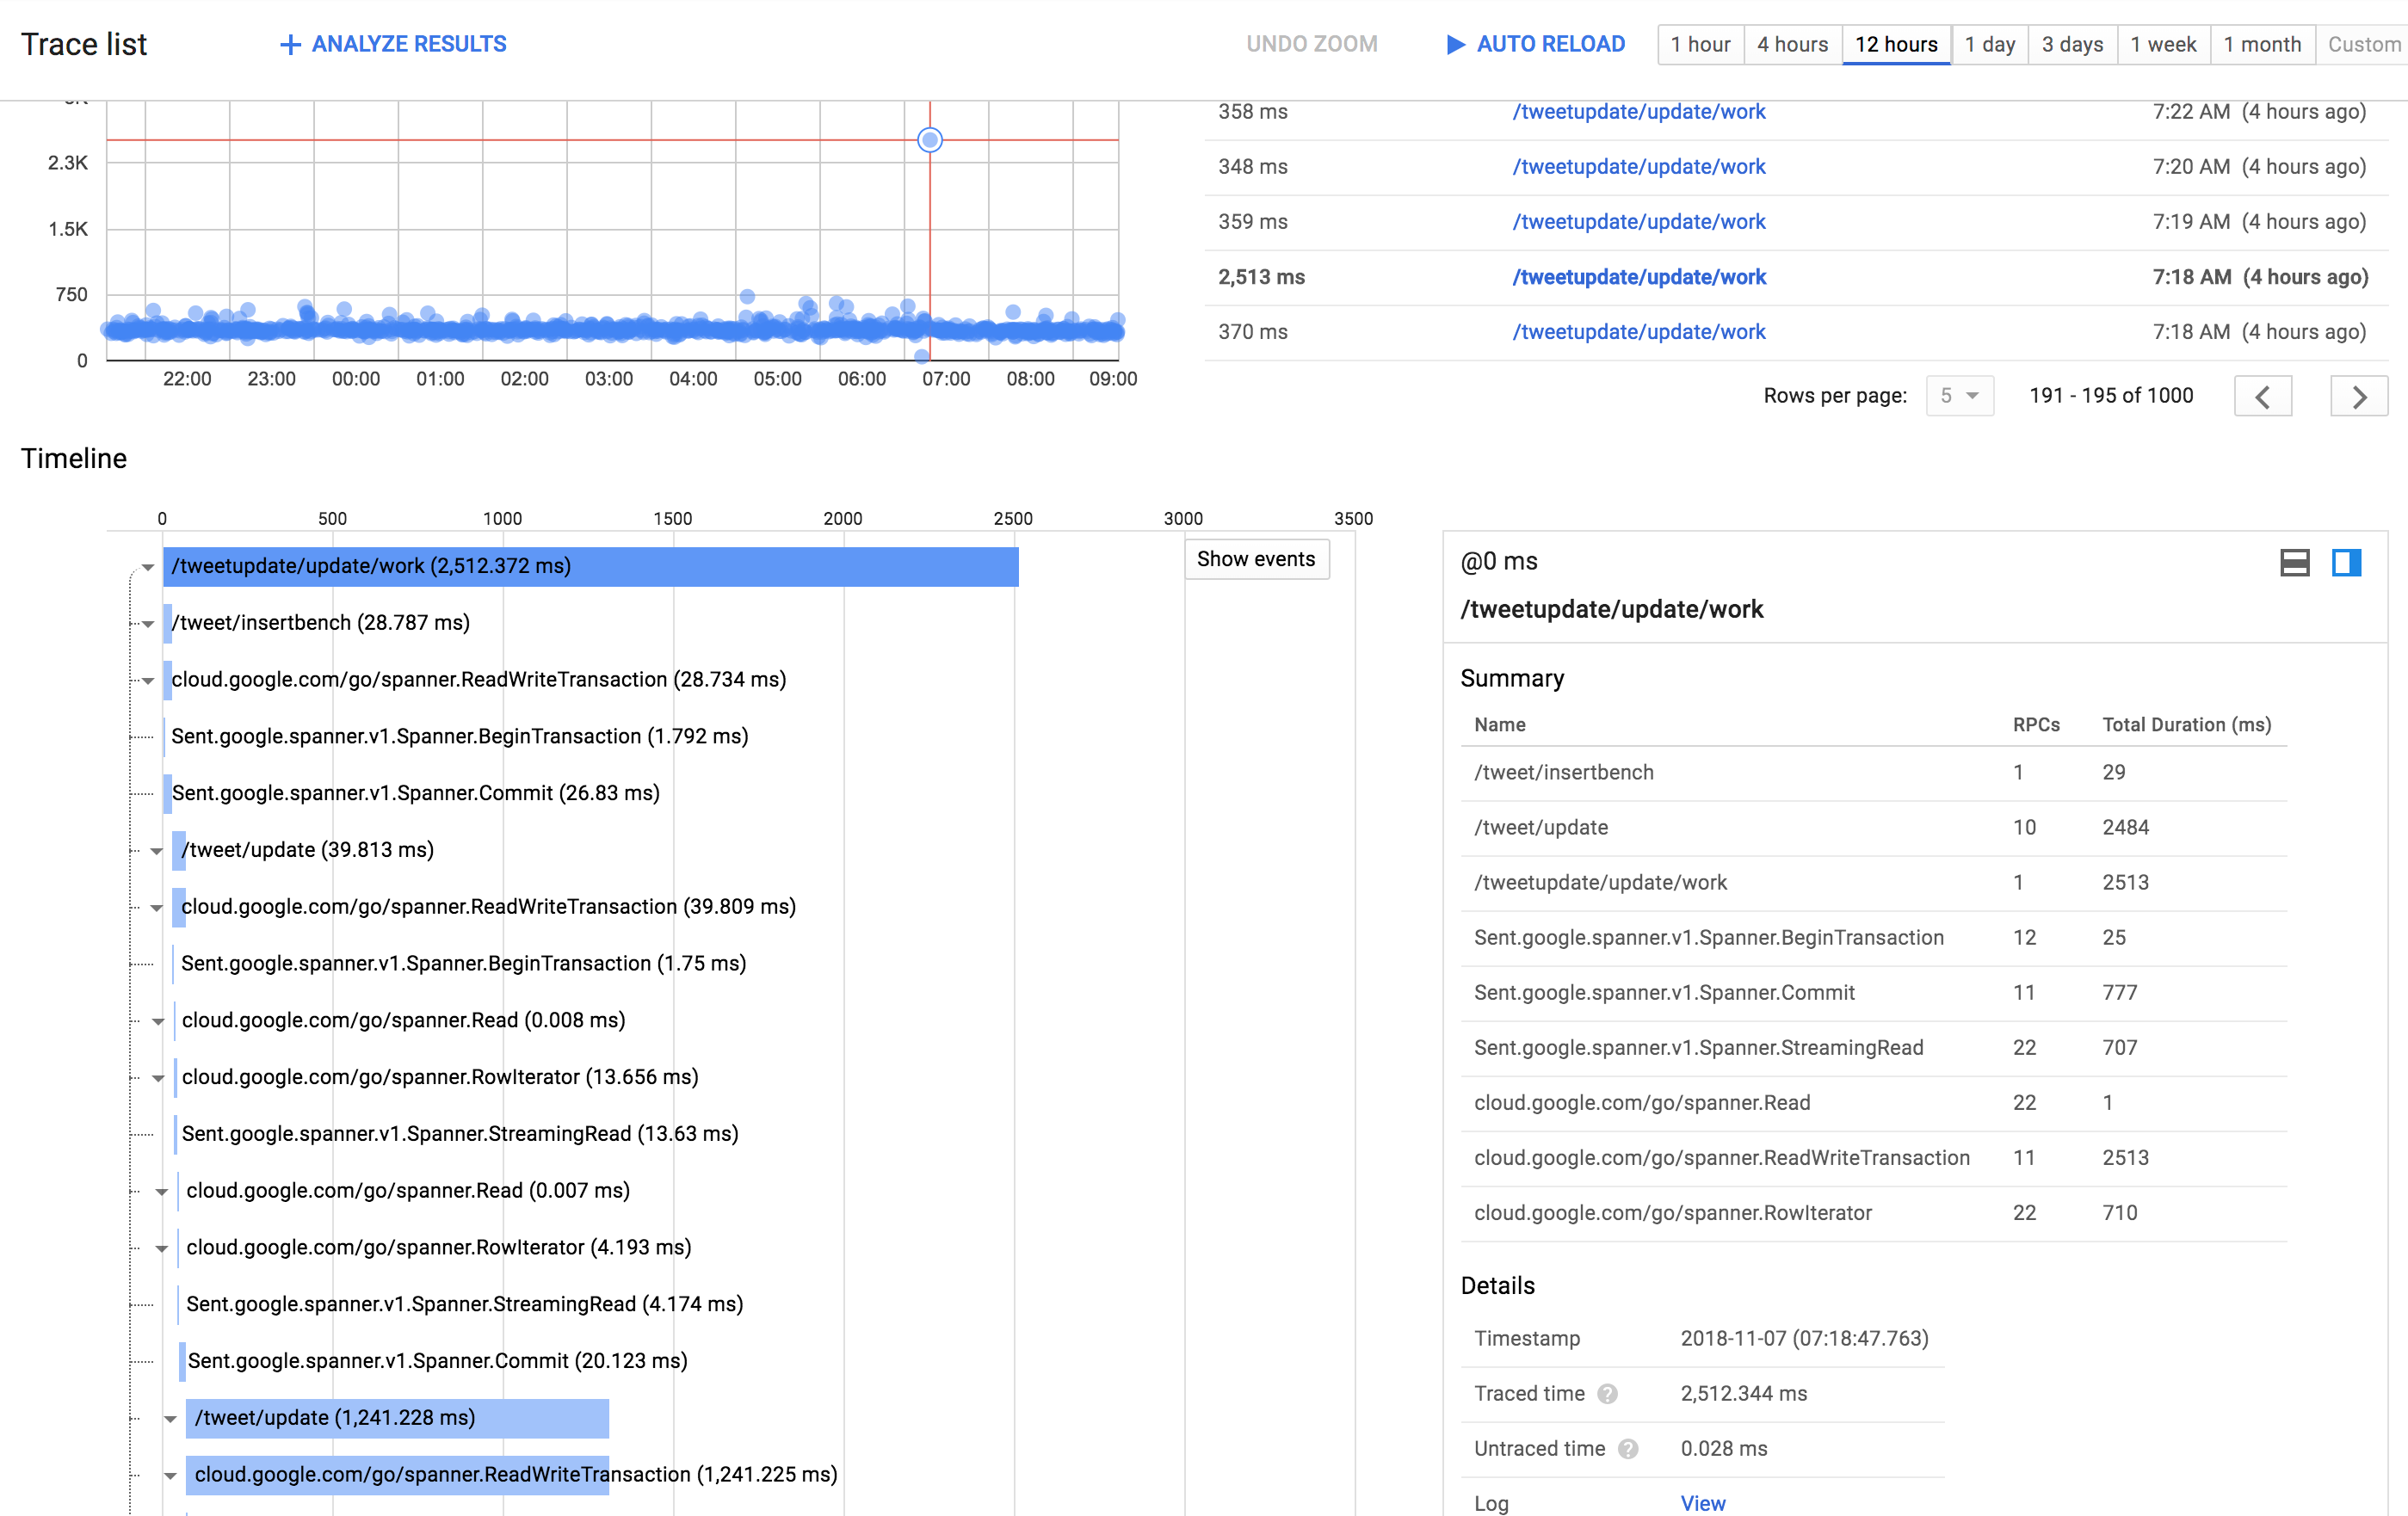 Trace list
ANALYZE RESULTS
UNDO ZOOM
AUTO RELOAD
1 hour
4 hours
12 hours
1 day
3 days
1 week
1 month
Custom
2.3K
1.5K
750
0
22:00 23:00 00:00 01:00 02:00 03:00 04:00 05:00 06:00 07:00 08:00 09:00
358 ms /tweetupdate/update/work 7:22 AM (4 hours ago)
348 ms /tweetupdate/update/work 7:20 AM (4 hours ago)
359 ms /tweetupdate/update/work 7:19 AM (4 hours ago)
2,513 ms /tweetupdate/update/work 7:18 AM (4 hours ago)
370 ms /tweetupdate/update/work 7:18 AM (4 hours ago)
Rows per page: 5 191 - 195 of 1000
Timeline
0 500 1000 1500 2000 2500 3000 3500
Show events
/tweetupdate/update/work (2,512.372 ms)
/tweet/insertbench (28.787 ms)
cloud.google.com/go/spanner.ReadWriteTransaction (28.734 ms)
Sent.google.spanner.v1.Spanner.BeginTransaction (1.792 ms)
Sent.google.spanner.v1.Spanner.Commit (26.83 ms)
/tweet/update (39.813 ms)
cloud.google.com/go/spanner.ReadWriteTransaction (39.809 ms)
Sent.google.spanner.v1.Spanner.BeginTransaction (1.75 ms)
cloud.google.com/go/spanner.Read (0.008 ms)
cloud.google.com/go/spanner.RowIterator (13.656 ms)
Sent.google.spanner.v1.Spanner.StreamingRead (13.63 ms)
cloud.google.com/go/spanner.Read (0.007 ms)
cloud.google.com/go/spanner.RowIterator (4.193 ms)
Sent.google.spanner.v1.Spanner.StreamingRead (4.174 ms)
Sent.google.spanner.v1.Spanner.Commit (20.123 ms)
/tweet/update (1,241.228 ms)
cloud.google.com/go/spanner.ReadWriteTransaction (1,241.225 ms)
@0 ms
/tweetupdate/update/work
Summary
Name RPCs Total Duration (ms)
/tweet/insertbench 1 29
/tweet/update 10 2484
/tweetupdate/update/work 1 2513
Sent.google.spanner.v1.Spanner.BeginTransaction 12 25
Sent.google.spanner.v1.Spanner.Commit 11 777
Sent.google.spanner.v1.Spanner.StreamingRead 22 707
cloud.google.com/go/spanner.Read 22 1
cloud.google.com/go/spanner.ReadWriteTransaction 11 2513
cloud.google.com/go/spanner.RowIterator 22 710
Details
Timestamp 2018-11-07 (07:18:47.763)
Traced time ? 2,512.344 ms
Untraced time ? 0.028 ms
Log View